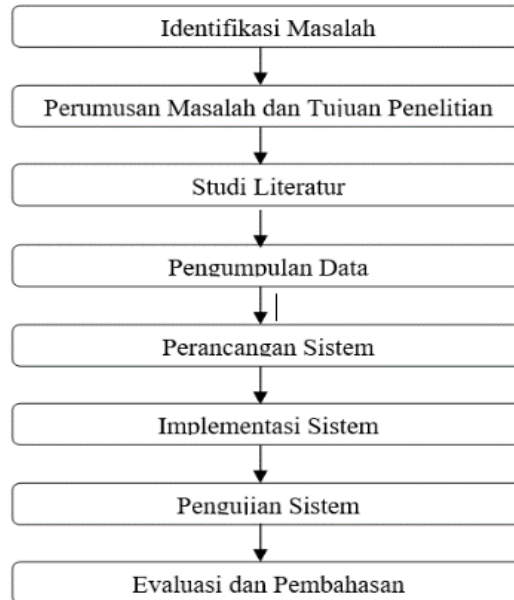 Identifikasi Masalah
Perumusan Masalah dan Tujuan Penelitian
Studi Literatur
Pengumpulan Data
Perancangan Sistem
Implementasi Sistem
Pengujian Sistem
Evaluasi dan Pembahasan